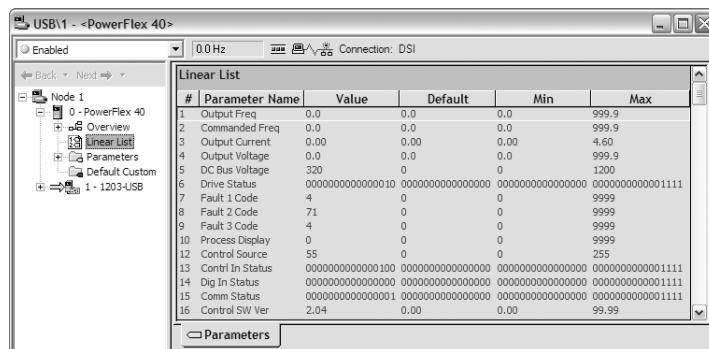 USB\1 - <PowerFlex 40>
Enabled
0.0 Hz
Connection: DSI
Back Next
Node 1
0 - PowerFlex 40
Overview
Linear List
Parameters
Default Custom
1 - 1203-USB
Linear List
# Parameter Name Value Default Min Max
1 Output Freq 0.0 0.0 0.0 999.9
2 Commanded Freq 0.0 0.0 0.0 999.9
3 Output Current 0.00 0.00 0.00 4.60
4 Output Voltage 0.0 0.0 0.0 999.9
5 DC Bus Voltage 320 0 0 1200
6 Drive Status 0000000000000010 0000000000000000 0000000000000000 0000000000001111
7 Fault 1 Code 4 0 0 9999
8 Fault 2 Code 71 0 0 9999
9 Fault 3 Code 4 0 0 9999
10 Process Display 0 0 0 9999
12 Control Source 55 0 0 255
13 Contrl In Status 0000000000000100 0000000000000000 0000000000000000 0000000000001111
14 Dig In Status 0000000000000000 0000000000000000 0000000000000000 0000000000001111
15 Comm Status 0000000000000001 0000000000000000 0000000000000000 0000000000001111
16 Control SW Ver 2.04 0.00 0.00 99.99
Parameters